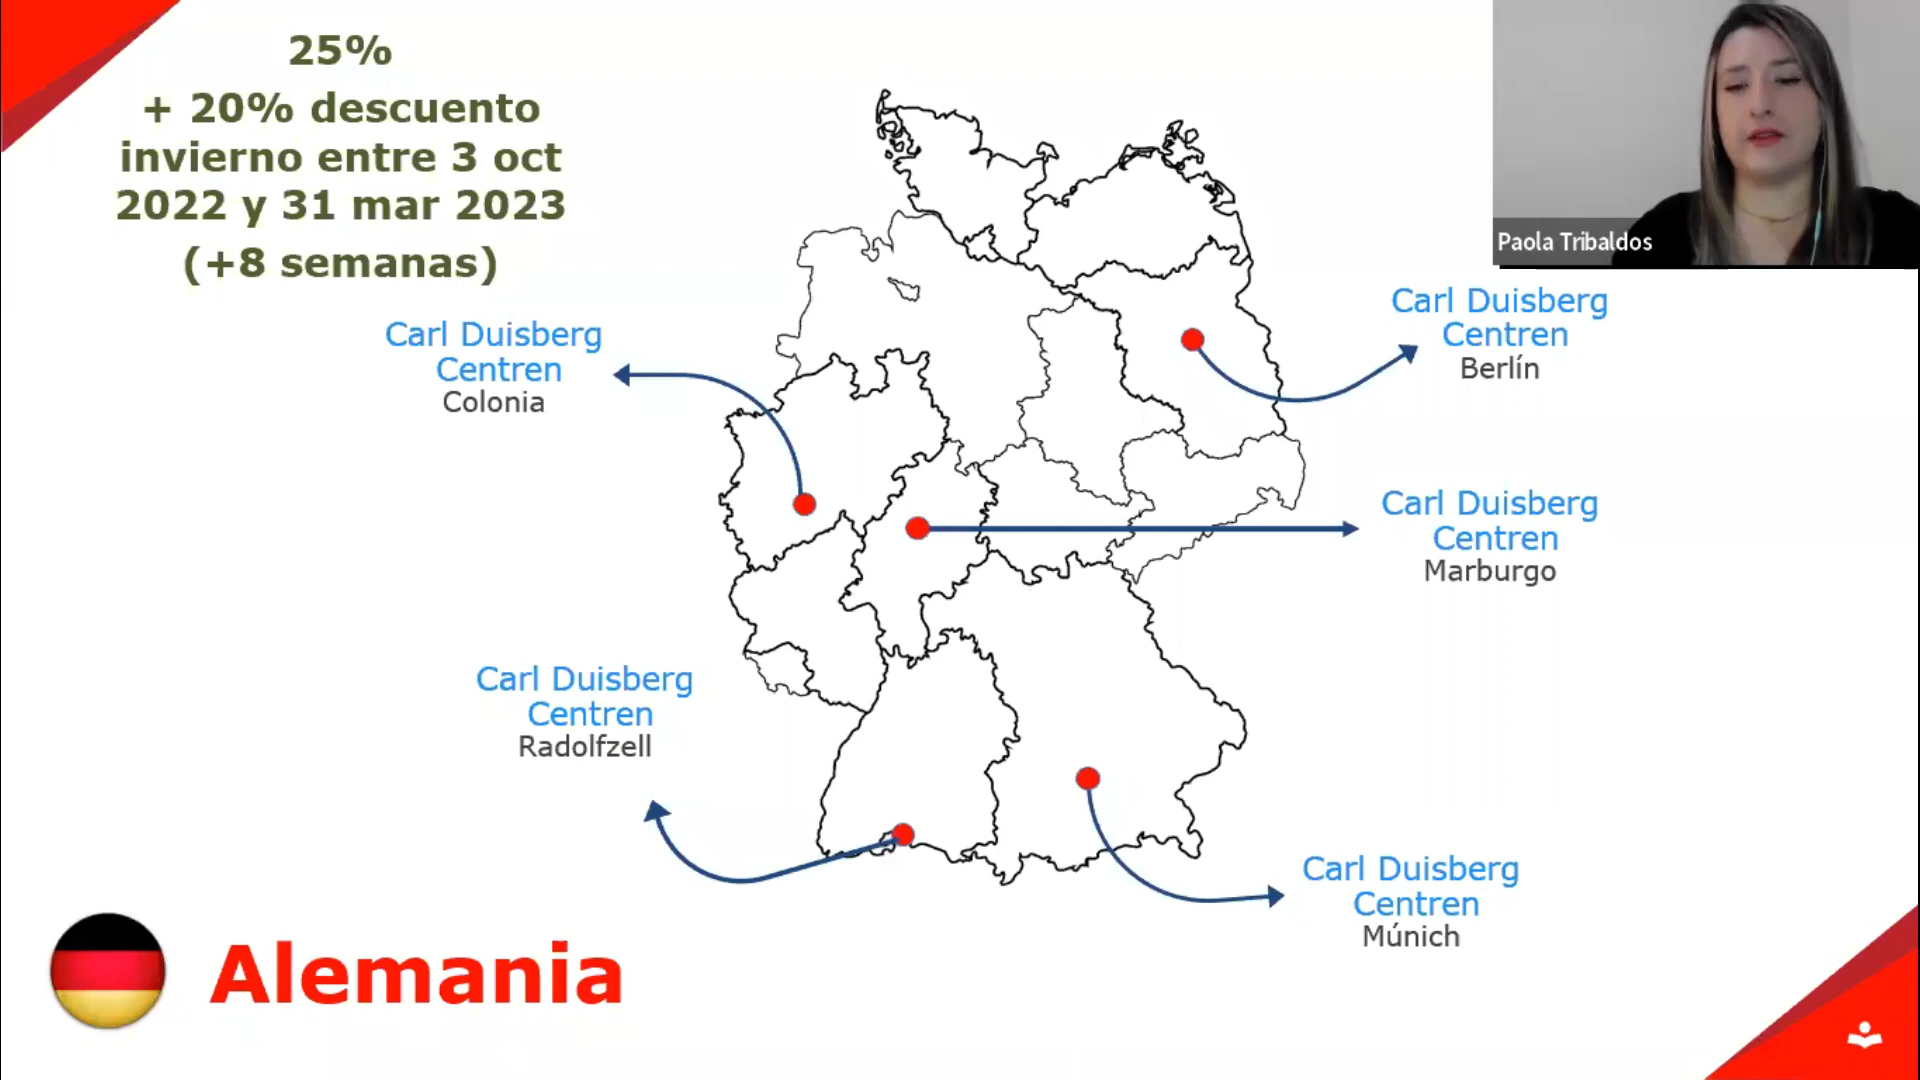 25%
+ 20% descuento
invierno entre 3 oct
2022 y 31 mar 2023
(+8 semanas)
Paola Tribaldos
Carl Duisberg
Centren
Berlín
Carl Duisberg
Centren
Colonia
Carl Duisberg
Centren
Marburgo
Carl Duisberg
Centren
Radolfzell
Carl Duisberg
Centren
Múnich
Alemania